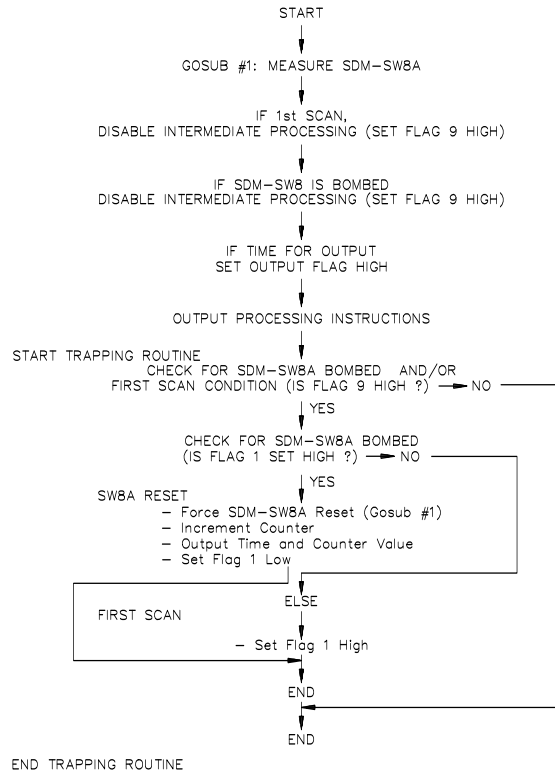 START
GOSUB #1: MEASURE SDM-SW8A
IF 1st SCAN,
DISABLE INTERMEDIATE PROCESSING (SET FLAG 9 HIGH)
IF SDM-SW8 IS BOMBED
DISABLE INTERMEDIATE PROCESSING (SET FLAG 9 HIGH)
IF TIME FOR OUTPUT
SET OUTPUT FLAG HIGH
OUTPUT PROCESSING INSTRUCTIONS
START TRAPPING ROUTINE
CHECK FOR SDM-SW8A BOMBED AND/OR
FIRST SCAN CONDITION (IS FLAG 9 HIGH ?) NO
YES
CHECK FOR SDM-SW8A BOMBED
(IS FLAG 1 SET HIGH ?) NO
YES
SW8A RESET
- Force SDM-SW8A Reset (Gosub #1)
- Increment Counter
- Output Time and Counter Value
- Set Flag 1 Low
ELSE
FIRST SCAN
- Set Flag 1 High
END
END
END TRAPPING ROUTINE